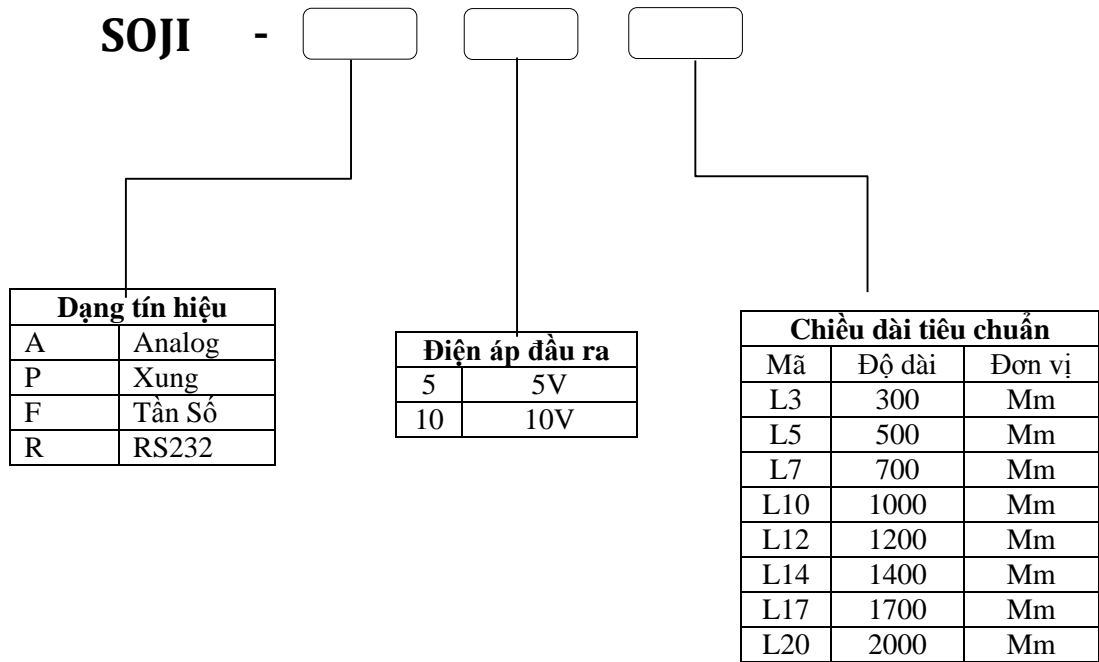 SOJI -
Dạng tín hiệu
A Analog
P Xung
F Tần Số
R RS232
Điện áp đầu ra
5 5V
10 10V
Chiều dài tiêu chuẩn
Mã Độ dài Đơn vị
L3 300 Mm
L5 500 Mm
L7 700 Mm
L10 1000 Mm
L12 1200 Mm
L14 1400 Mm
L17 1700 Mm
L20 2000 Mm